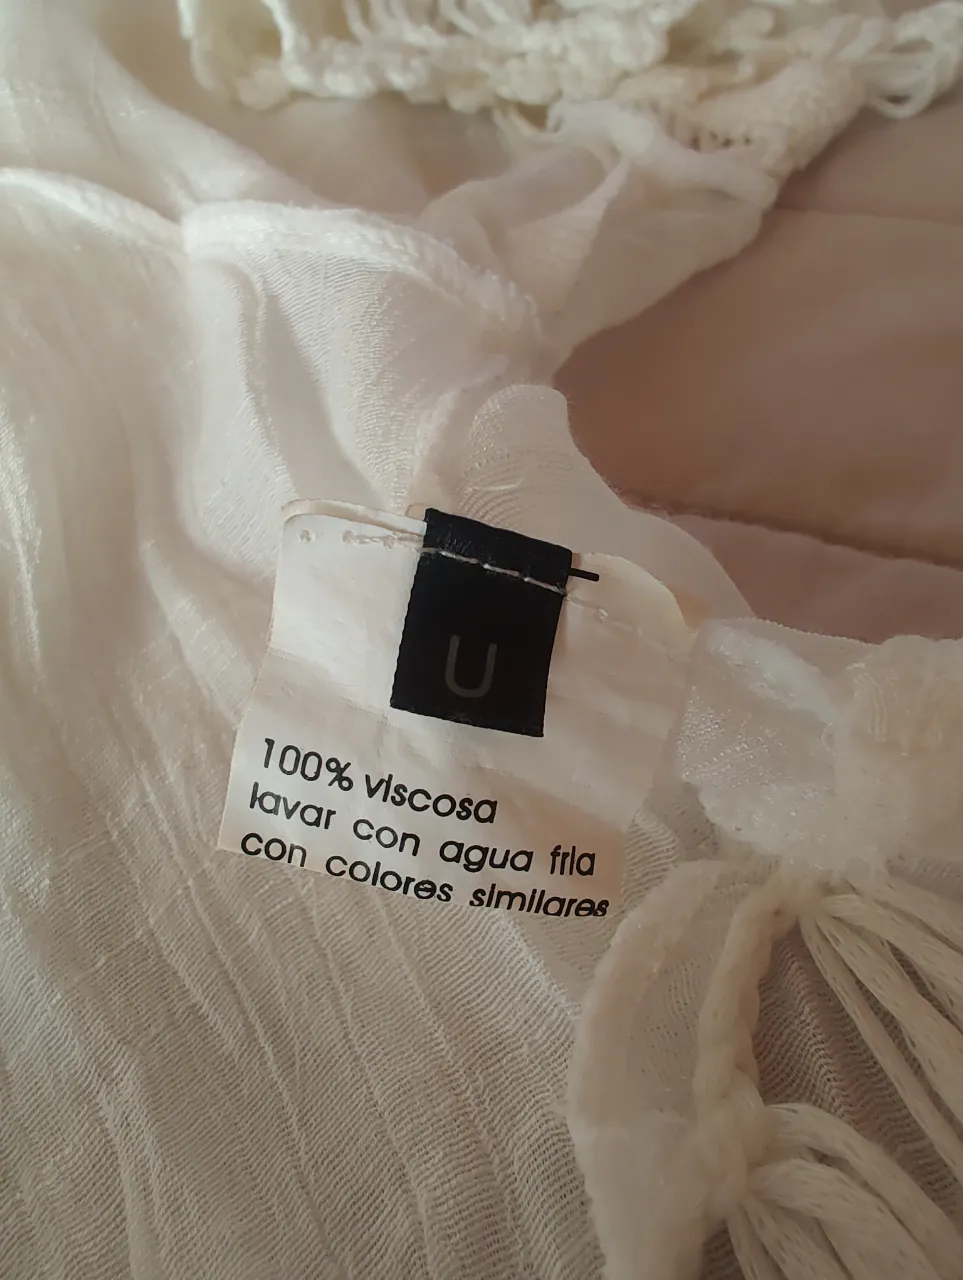 U
100% viscosa
lavar con agua fria
con colores similares